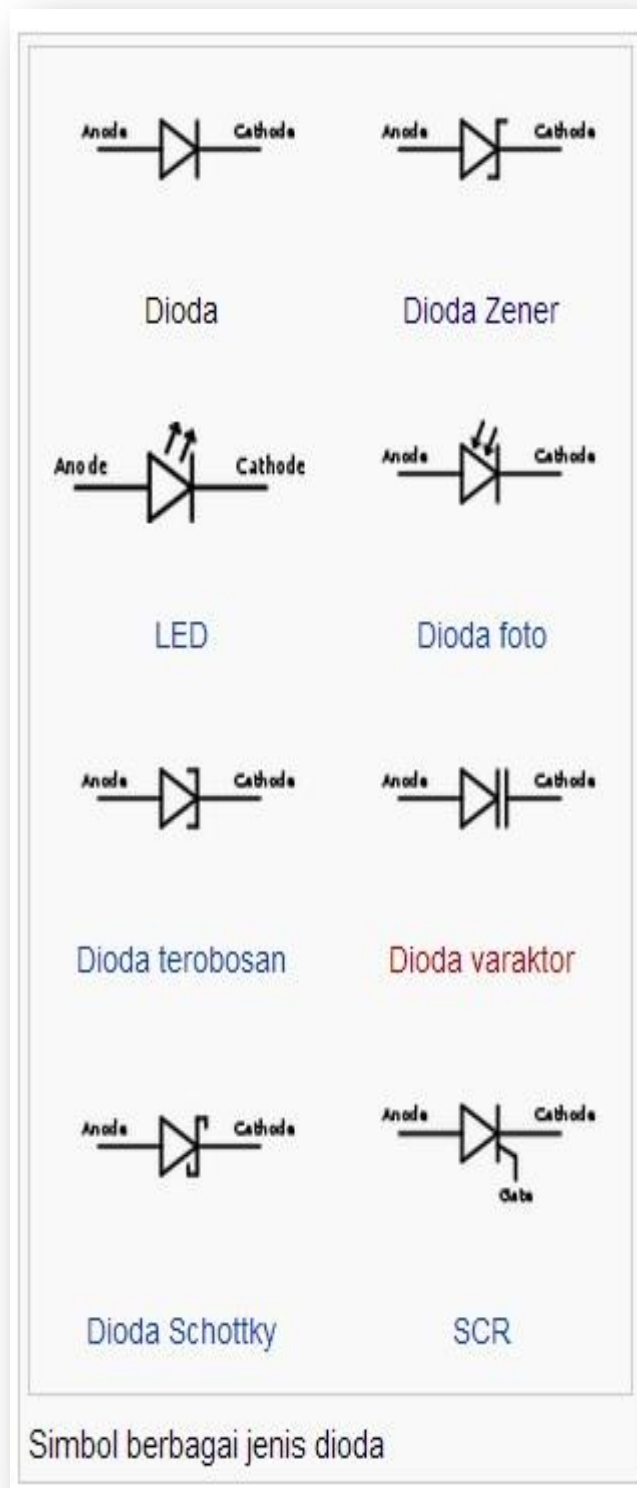 Anode Cathode Anode Cathode
Dioda Dioda Zener
Anode Cathode Anode Cathode
LED Dioda foto
Anode Cathode Anode Cathode
Dioda terobosan Dioda varaktor
Anode Cathode Anode Cathode
Gate
Dioda Schottky SCR
Simbol berbagai jenis dioda